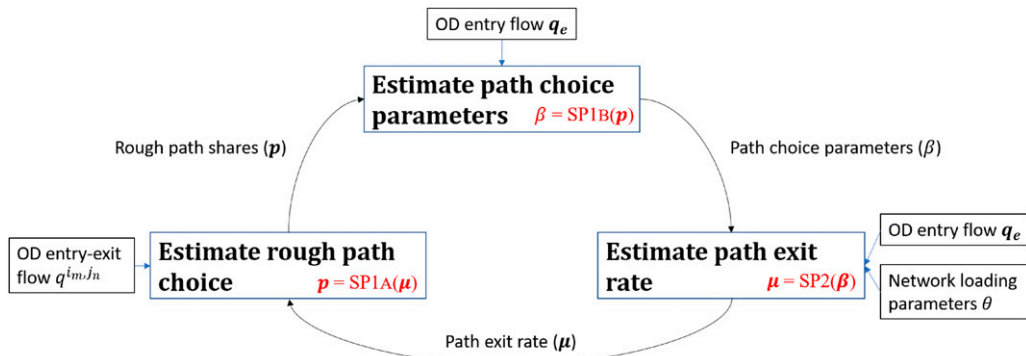 OD entry flow qₑ
Estimate path choice
parameters β = SP1B(p)
Rough path shares (p)
Path choice parameters (β)
OD entry-exit
flow q^{i_m,j_n}
Estimate rough path
choice p = SP1A(μ)
Estimate path exit
rate μ = SP2(β)
OD entry flow qₑ
Network loading
parameters θ
Path exit rate (μ)